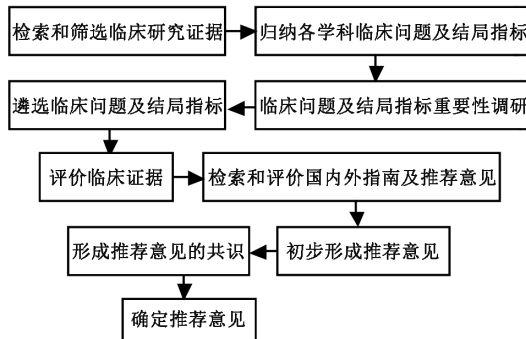 检索和筛选临床研究证据
归纳各学科临床问题及结局指标
临床问题及结局指标重要性调研
遴选临床问题及结局指标
评价临床证据
检索和评价国内外指南及推荐意见
初步形成推荐意见
形成推荐意见的共识
确定推荐意见